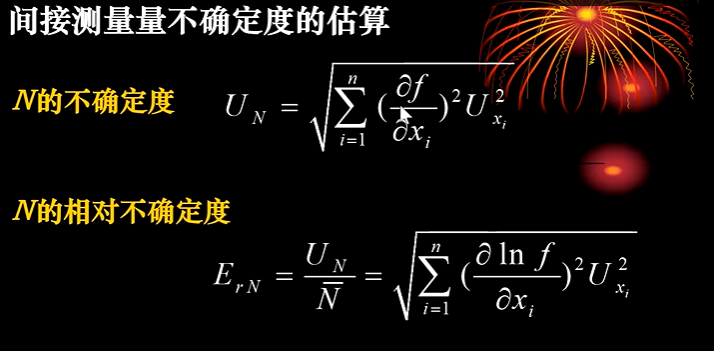 间接测量量不确定度的估算
N的不确定度 U_N = \sqrt{\sum_{i=1}^{n} (\frac{\partial f}{\partial x_i})^2 U_{x_i}^2}
N的相对不确定度
E_{rN} = \frac{U_N}{\overline{N}} = \sqrt{\sum_{i=1}^{n} (\frac{\partial \ln f}{\partial x_i})^2 U_{x_i}^2}